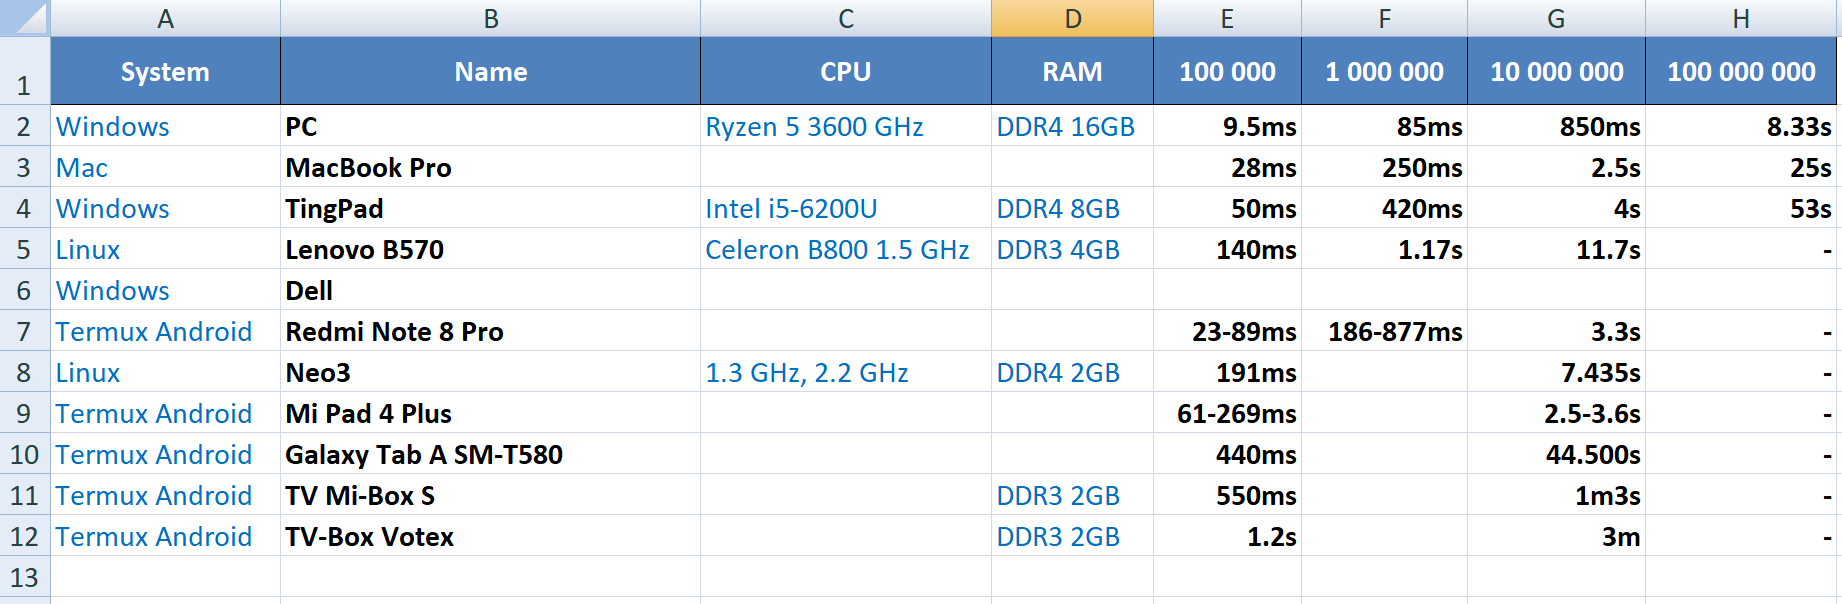 A B C D E F G H
1 System Name CPU RAM 100 000 1 000 000 10 000 000 100 000 000
2 Windows PC Ryzen 5 3600 GHz DDR4 16GB 9.5ms 85ms 850ms 8.33s
3 Mac MacBook Pro 28ms 250ms 2.5s 25s
4 Windows TingPad Intel i5-6200U DDR4 8GB 50ms 420ms 4s 53s
5 Linux Lenovo B570 Celeron B800 1.5 GHz DDR3 4GB 140ms 1.17s 11.7s -
6 Windows Dell
7 Termux Android Redmi Note 8 Pro 23-89ms 186-877ms 3.3s -
8 Linux Neo3 1.3 GHz, 2.2 GHz DDR4 2GB 191ms 7.435s -
9 Termux Android Mi Pad 4 Plus 61-269ms 2.5-3.6s -
10 Termux Android Galaxy Tab A SM-T580 440ms 44.500s -
11 Termux Android TV Mi-Box S DDR3 2GB 550ms 1m3s -
12 Termux Android TV-Box Votex DDR3 2GB 1.2s 3m -
13